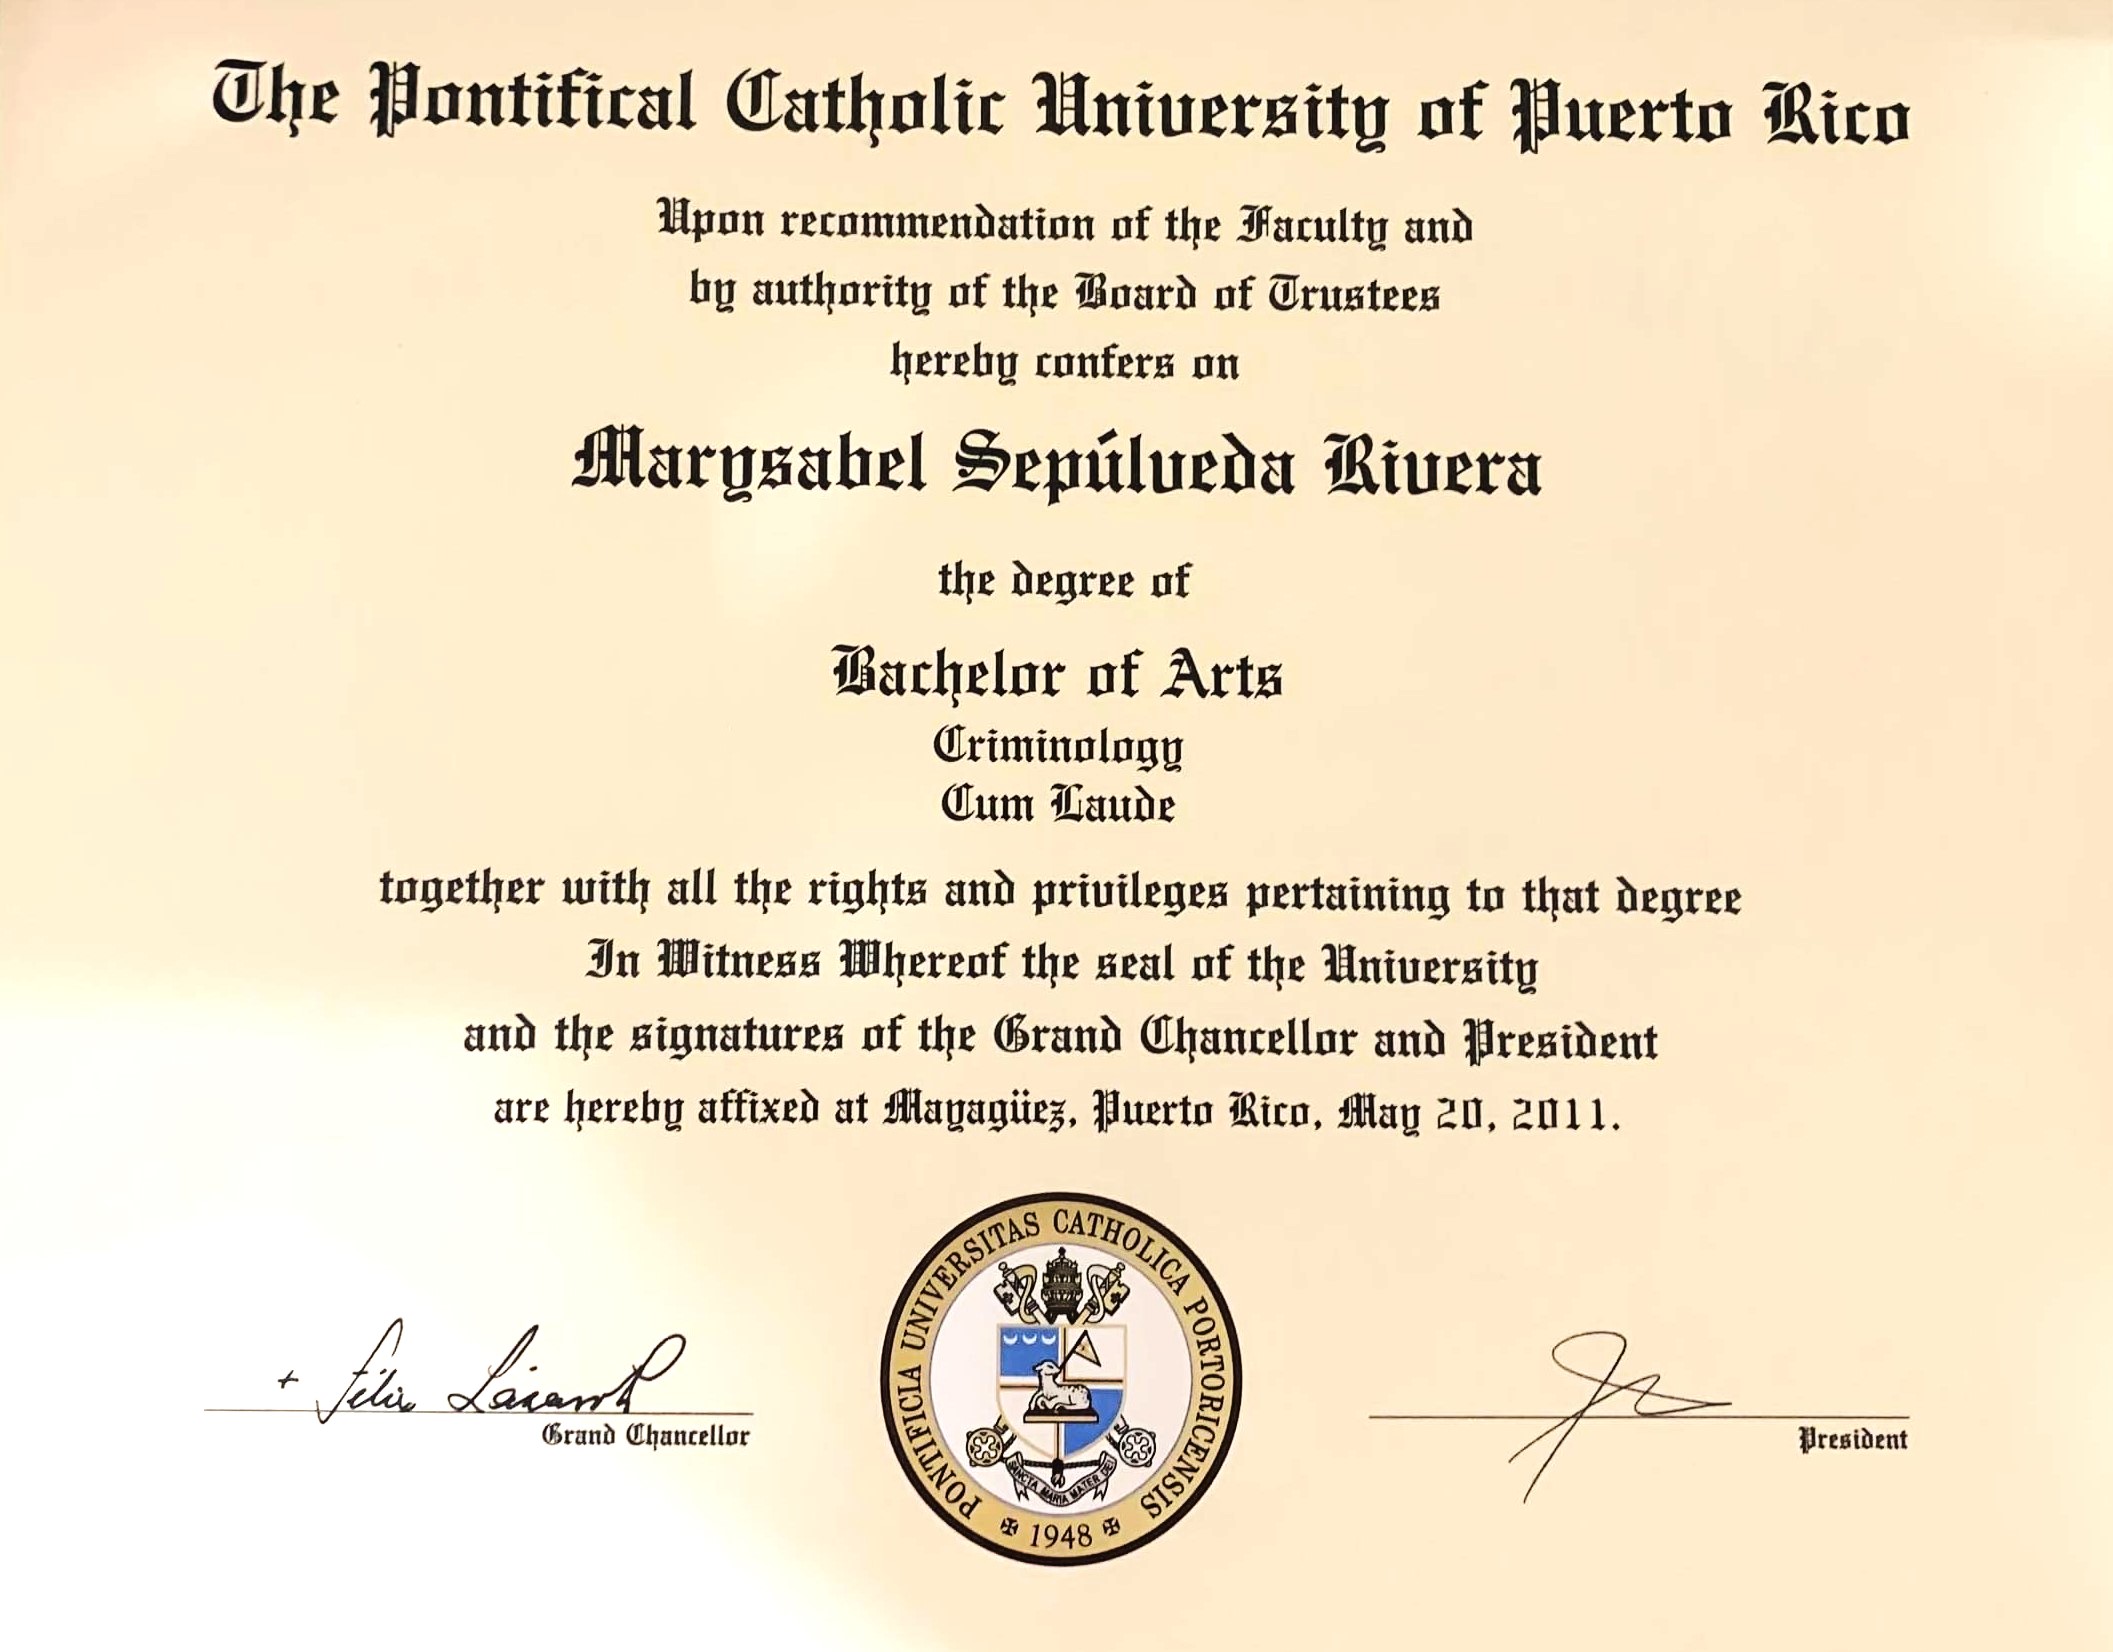 The Pontifical Catholic University of Puerto Rico
Upon recommendation of the Faculty and
by authority of the Board of Trustees
hereby confers on
Marysabel Sepúlveda Rivera
the degree of
Bachelor of Arts
Criminology
Cum Laude
together with all the rights and privileges pertaining to that degree
In Witness Whereof the seal of the University
and the signatures of the Grand Chancellor and President
are hereby affixed at Mayagüez, Puerto Rico, May 20, 2011.
PONTIFICIA UNIVERSITAS CATHOLICA PORTORICENSIS
SANCTA MARIA MATER DEI
1948
+ Félix Lázaro
Grand Chancellor
President